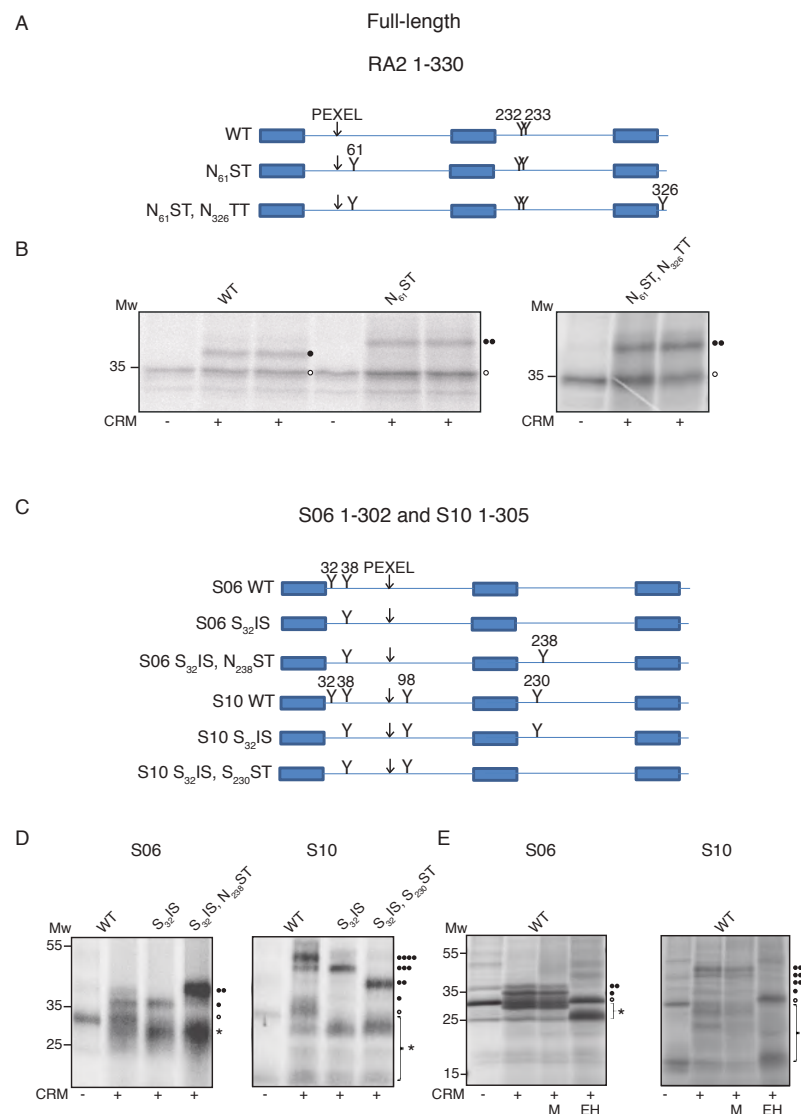 A
Full-length
RA2 1-330
PEXEL
232 233
WT
61
N61ST
326
N61ST, N326TT
B
Mw WT N61ST N61ST, N326TT
35 35
CRM - + + - + + - + +
C
S06 1-302 and S10 1-305
32 38 PEXEL
S06 WT
S06 S32IS
238
S06 S32IS, N238ST
32 38 98 230
S10 WT
S10 S32IS
S10 S32IS, S230ST
D
S06 S10
Mw WT S32IS S32IS, N238ST WT S32IS S32IS, S230ST
55
35
25
*
*
CRM - + + + - + + +
E
S06 S10
Mw WT WT
55
35
25
15
*
CRM - + + + - + + +
M EH M EH